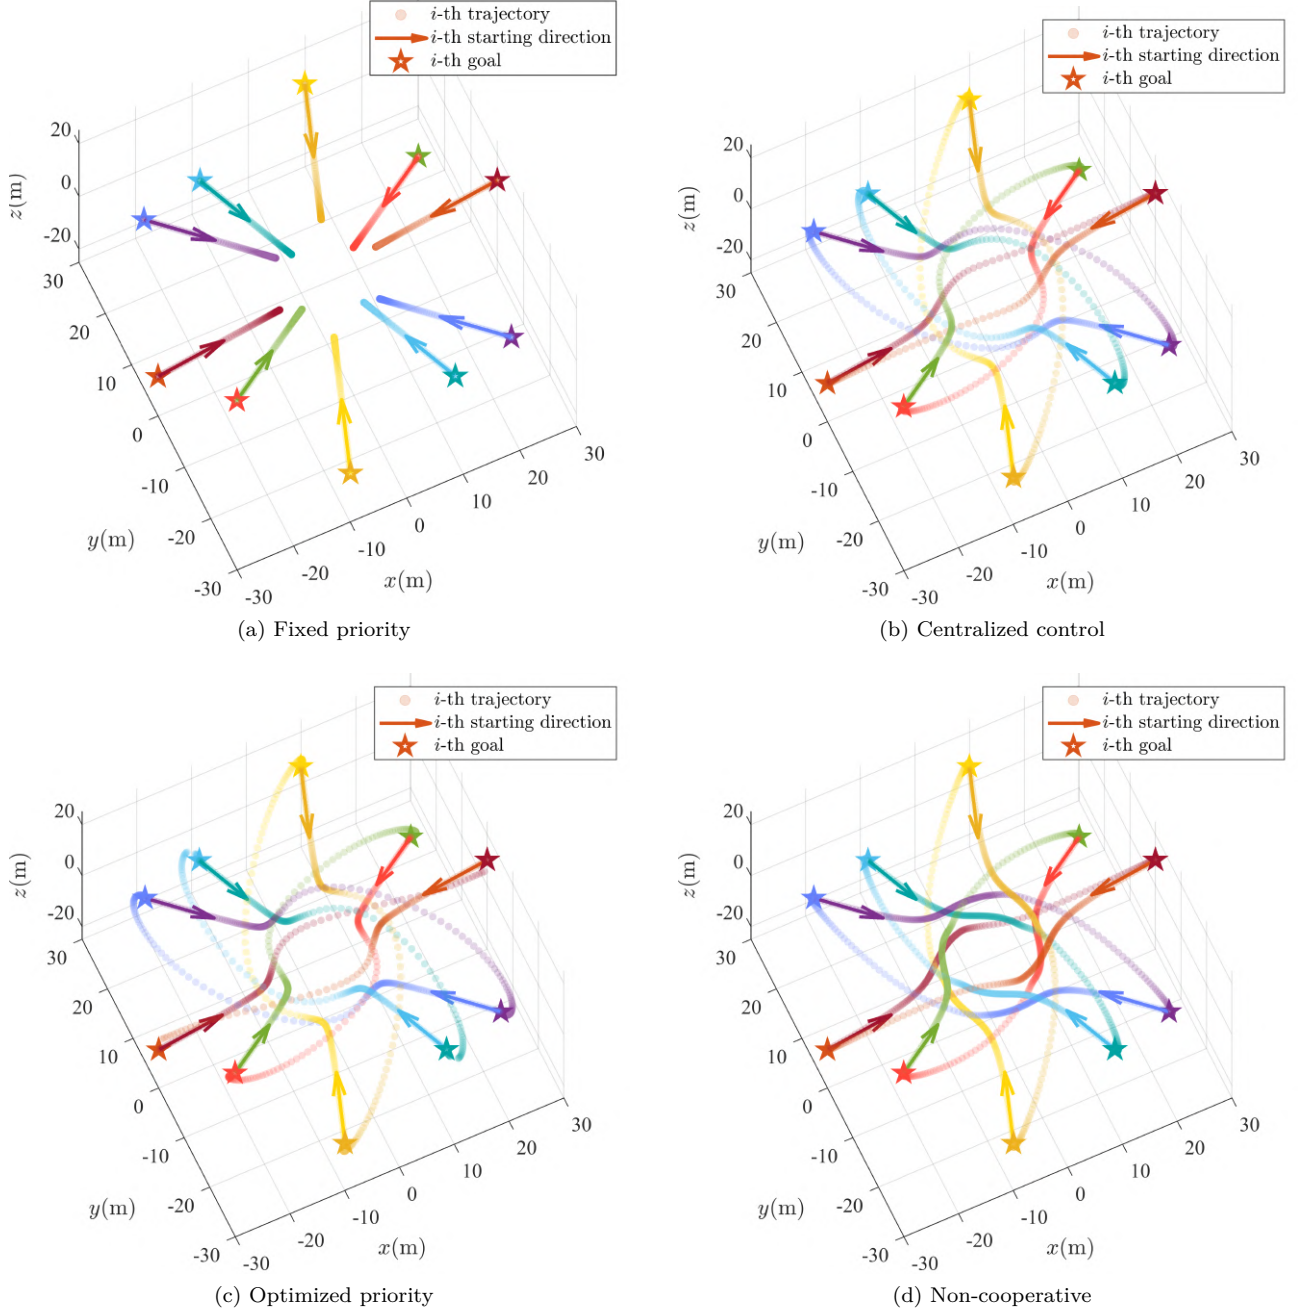 i-th trajectory
i-th starting direction
i-th goal
20
0
-20
z(m)
30
20
10
0
-10
-20
-30
y(m)
-30
-20
-10
0
10
20
30
x(m)
(a) Fixed priority
i-th trajectory
i-th starting direction
i-th goal
20
0
-20
z(m)
30
20
10
0
-10
-20
-30
y(m)
-30
-20
-10
0
10
20
30
x(m)
(b) Centralized control
i-th trajectory
i-th starting direction
i-th goal
20
0
-20
z(m)
30
20
10
0
-10
-20
-30
y(m)
-30
-20
-10
0
10
20
30
x(m)
(c) Optimized priority
i-th trajectory
i-th starting direction
i-th goal
20
0
-20
z(m)
30
20
10
0
-10
-20
-30
y(m)
-30
-20
-10
0
10
20
30
x(m)
(d) Non-cooperative